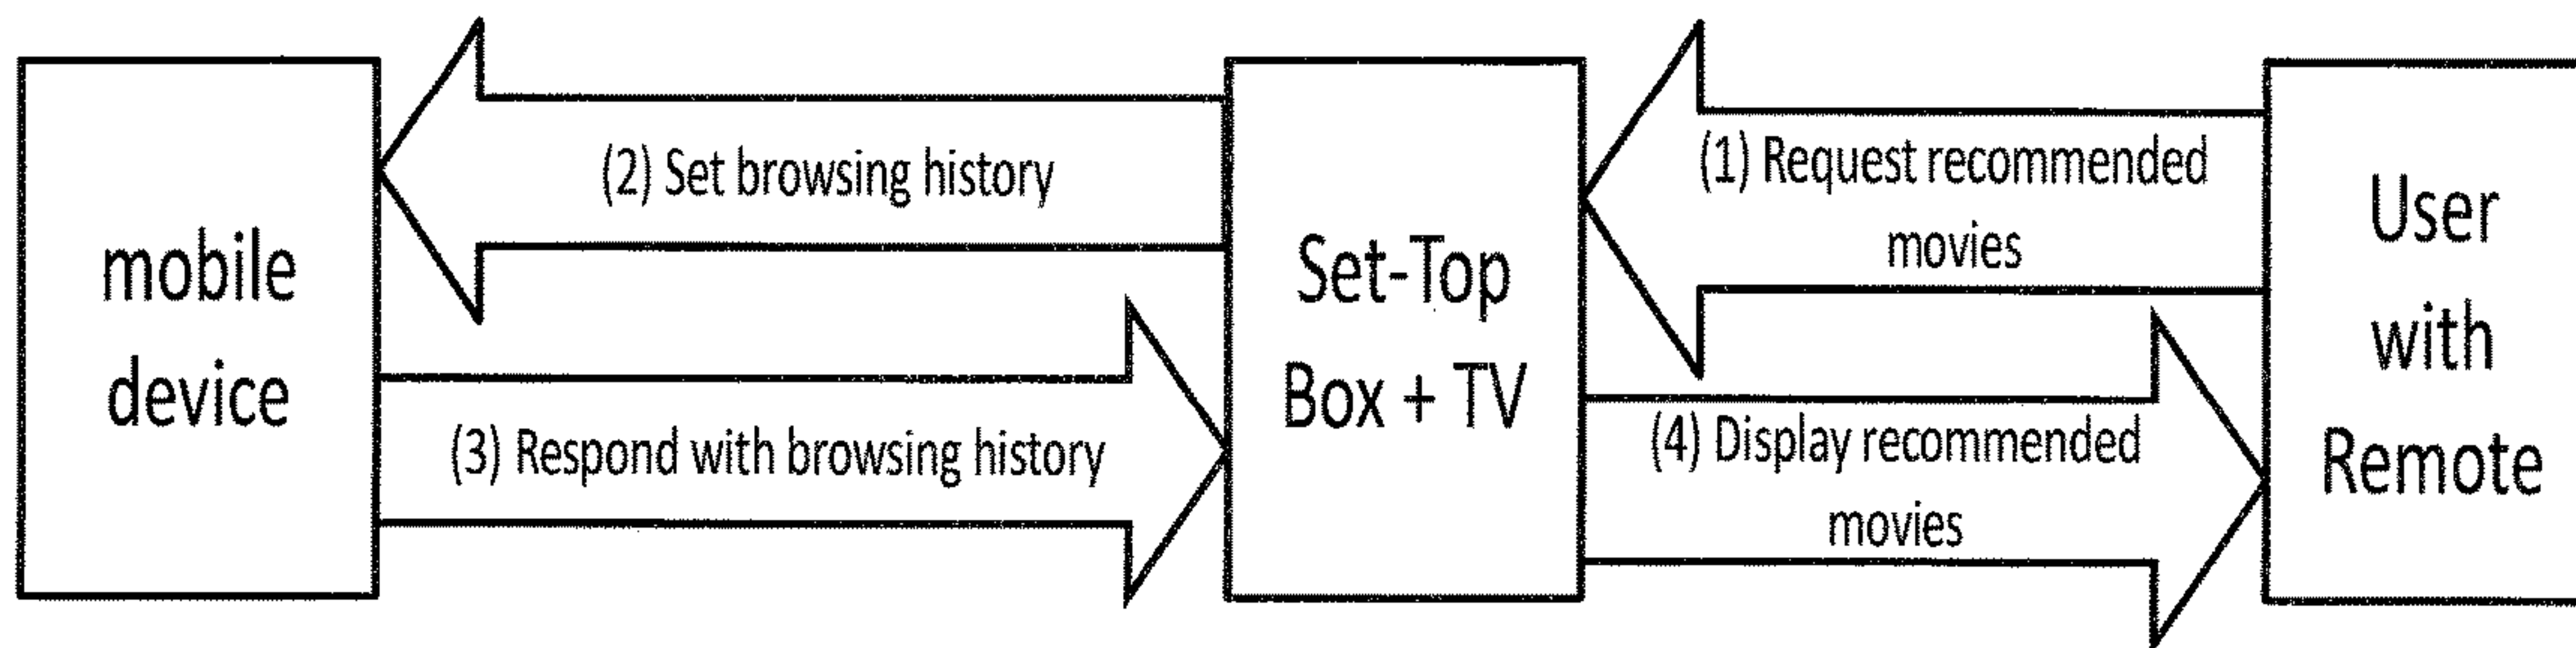 mobile
device
(2) Set browsing history
(3) Respond with browsing history
Set-Top
Box + TV
(1) Request recommended
movies
(4) Display recommended
movies
User
with
Remote